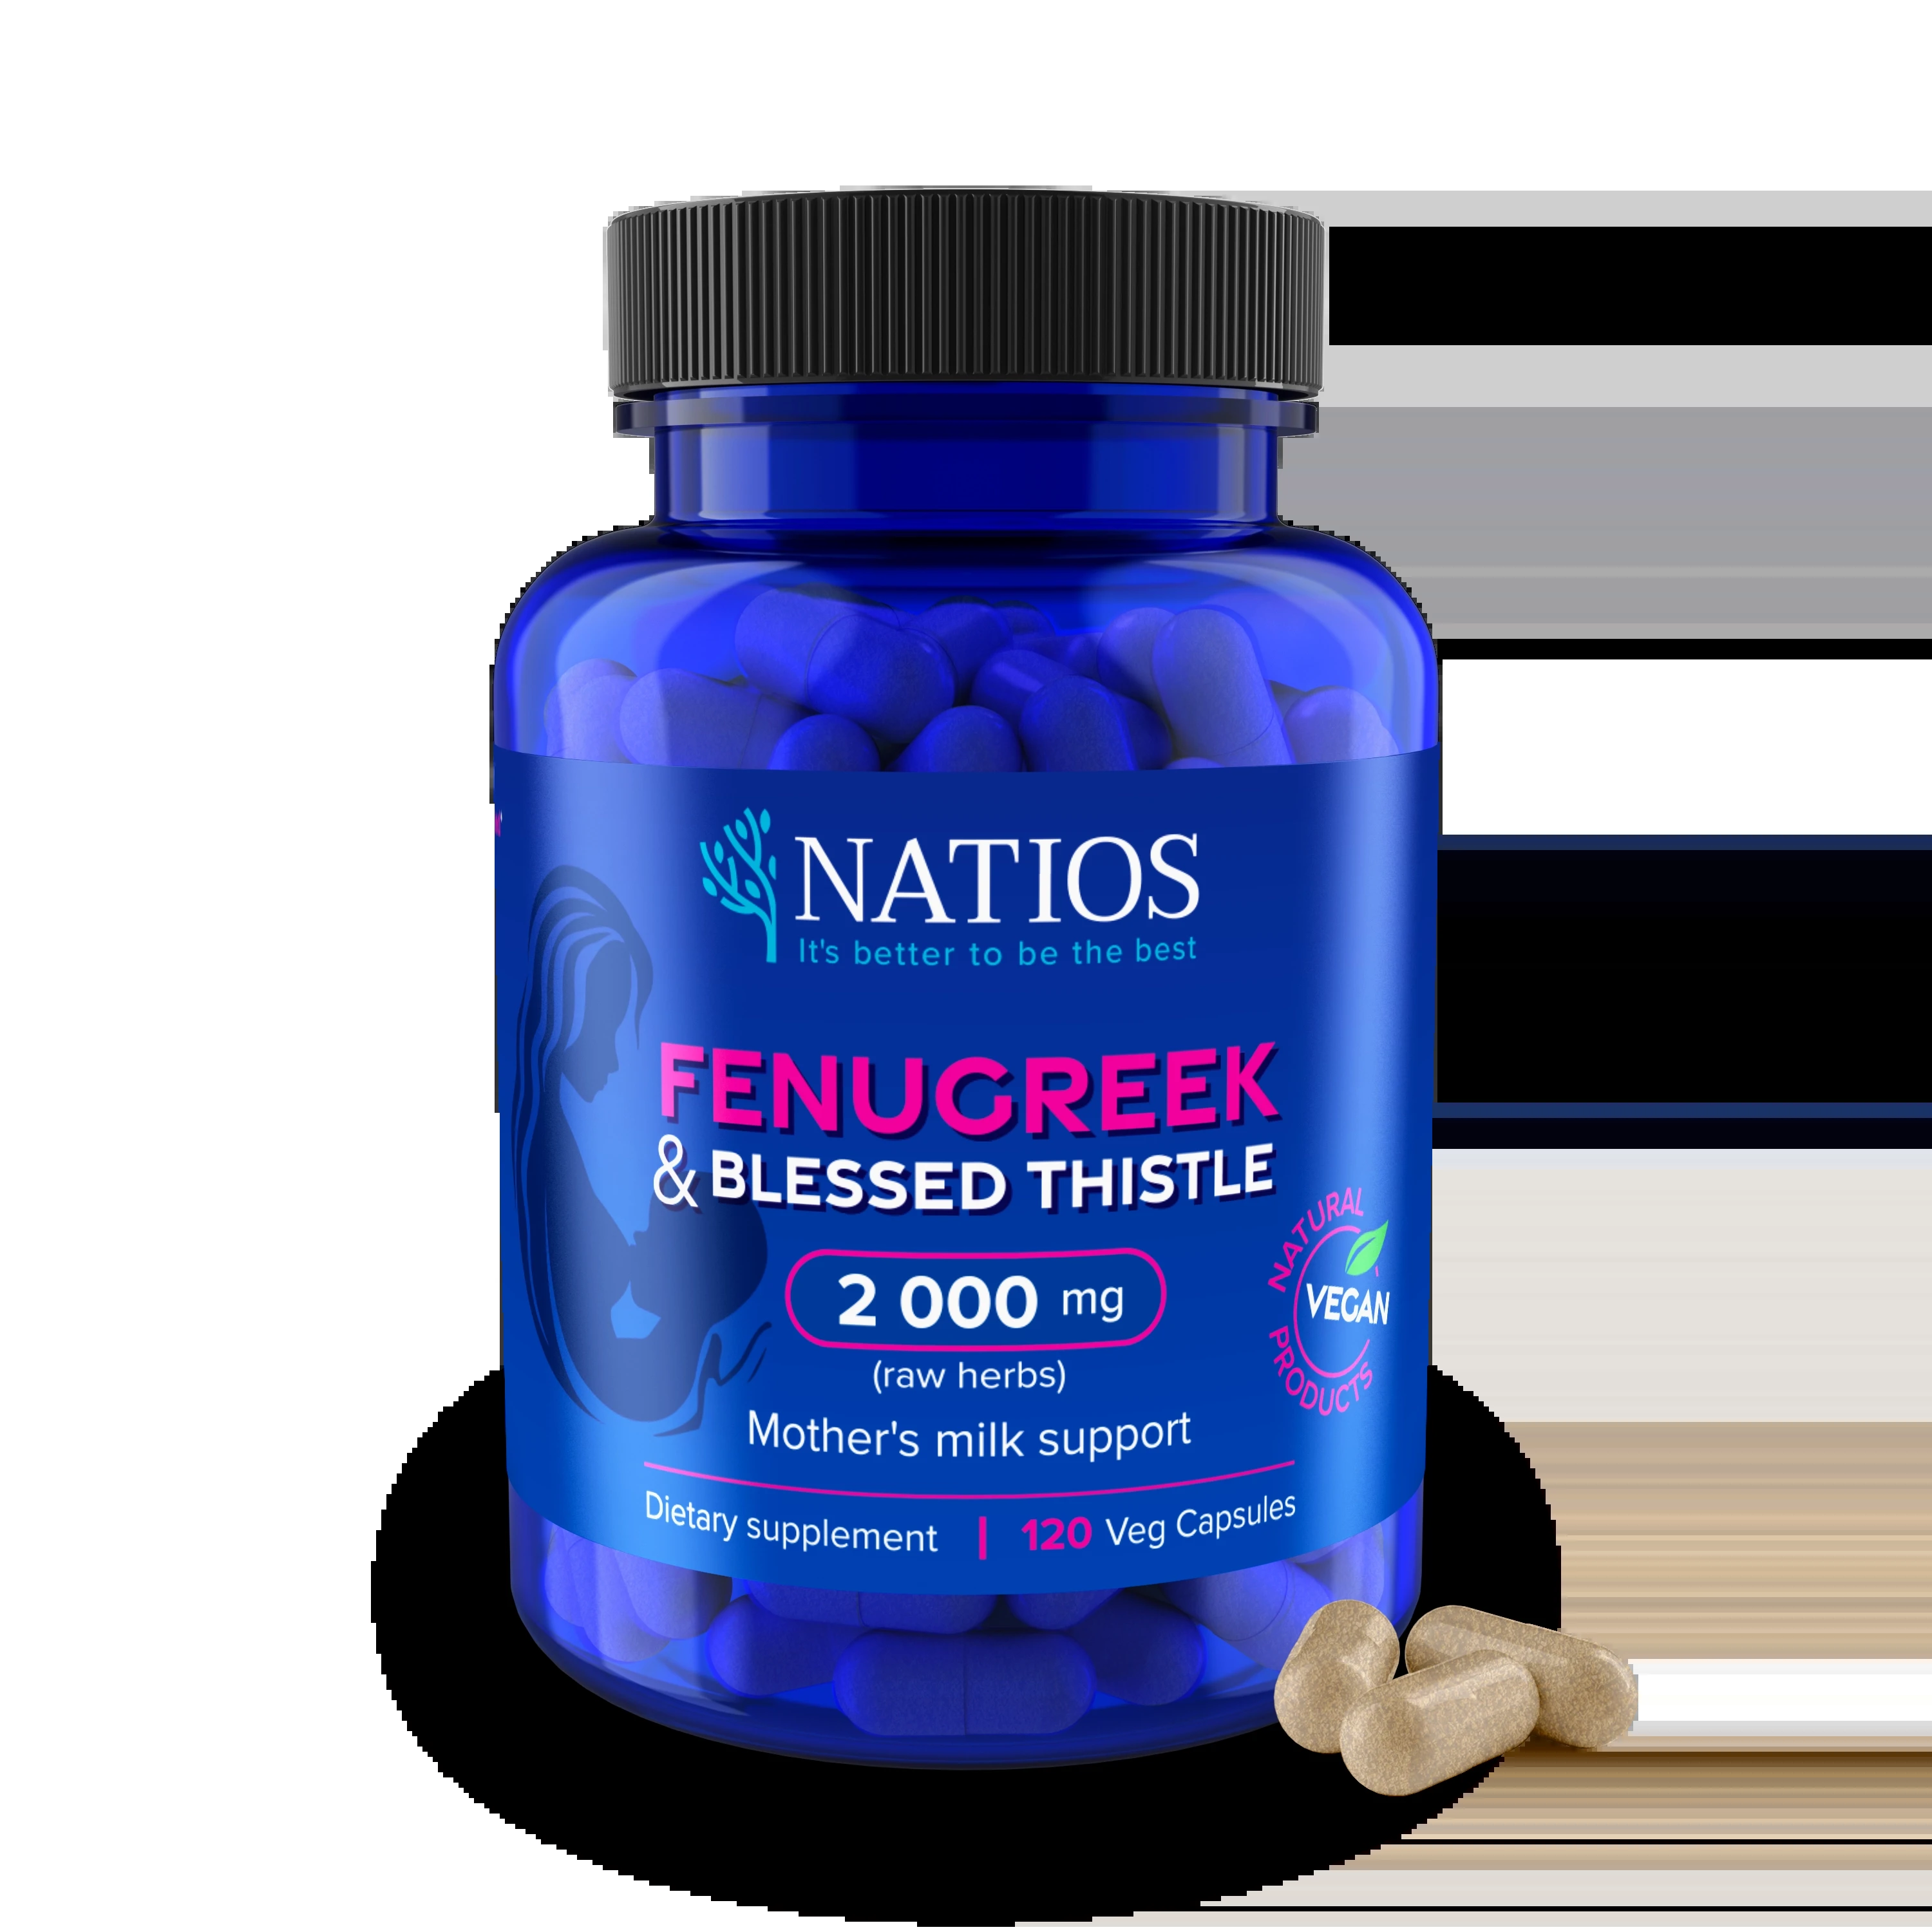 NATIOS
It's better to be the best
FENUGREEK
& BLESSED THISTLE
2 000 mg
(raw herbs)
Mother's milk support
Dietary supplement | 120 Veg Capsules
NATURAL
VEGAN
PRODUCTS